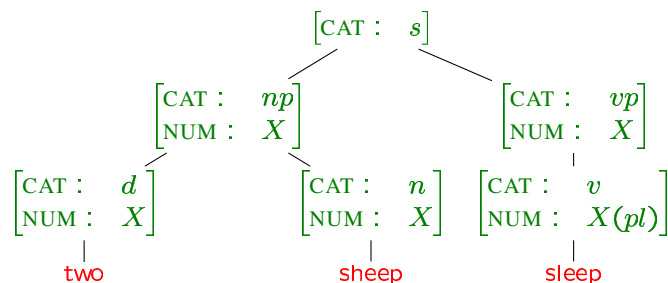 [CAT : s]
[CAT : np] [CAT : vp]
[NUM : X] [NUM : X]
[CAT : d] [CAT : n] [CAT : v]
[NUM : X] [NUM : X] [NUM : X(pl)]
two sheep sleep